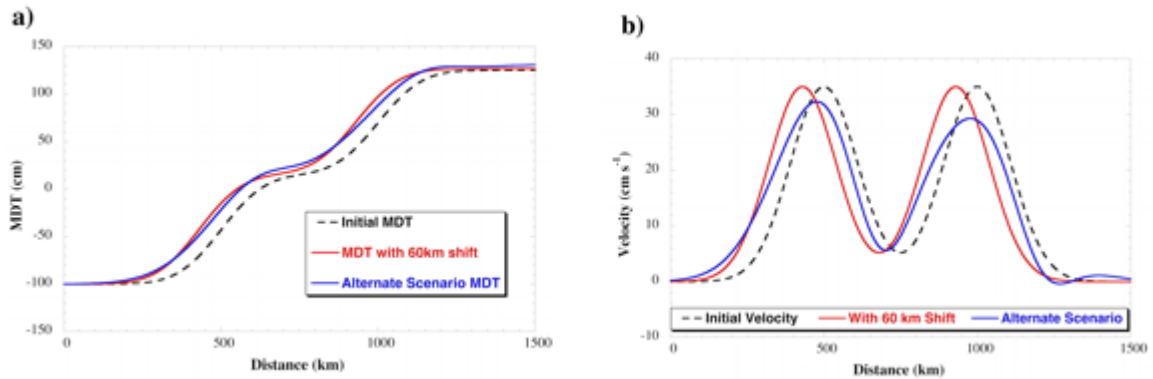 a)
150
100
50
0
-50
-100
-150
MDT (cm)
Initial MDT
MDT with 60km shift
Alternate Scenario MDT
0
500
1000
1500
Distance (km)
b)
40
30
20
10
0
-10
Velocity (cm s⁻¹)
Initial Velocity
With 60 km Shift
Alternate Scenario
0
500
1000
1500
Distance (km)